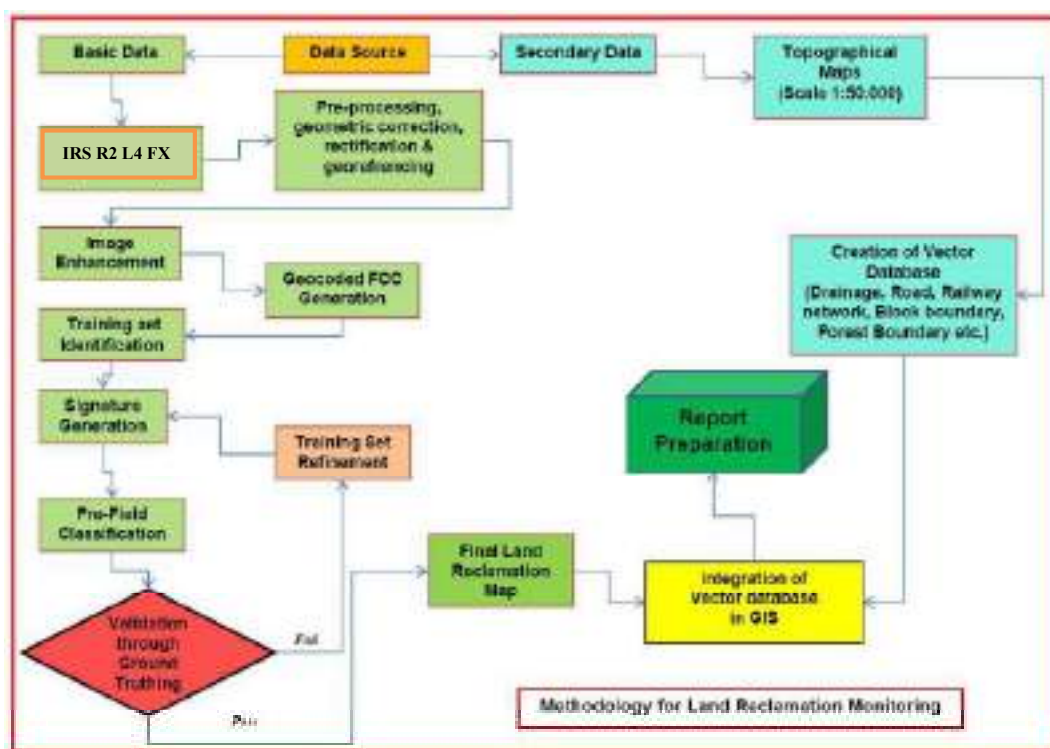 Basic Data
Data Source
Secondary Data
Topographical
Maps
(Scale 1:50,000)
IRS R2 L4 FX
Pre-processing,
geometric correction,
rectification &
georefrencing
Image
Enhancement
Geocoded FCC
Generation
Creation of Vector
Database
(Drainage, Road, Railway
network, Block boundary,
Forest Boundary etc.)
Training set
Identification
Signature
Generation
Training Set
Refinement
Report
Preparation
Pre-Field
Classification
Final Land
Reclamation
Map
Integration of
Vector database
in GIS
Validation
through
Ground
Truthing
Fail
Pass
Methodology for Land Reclamation Monitoring